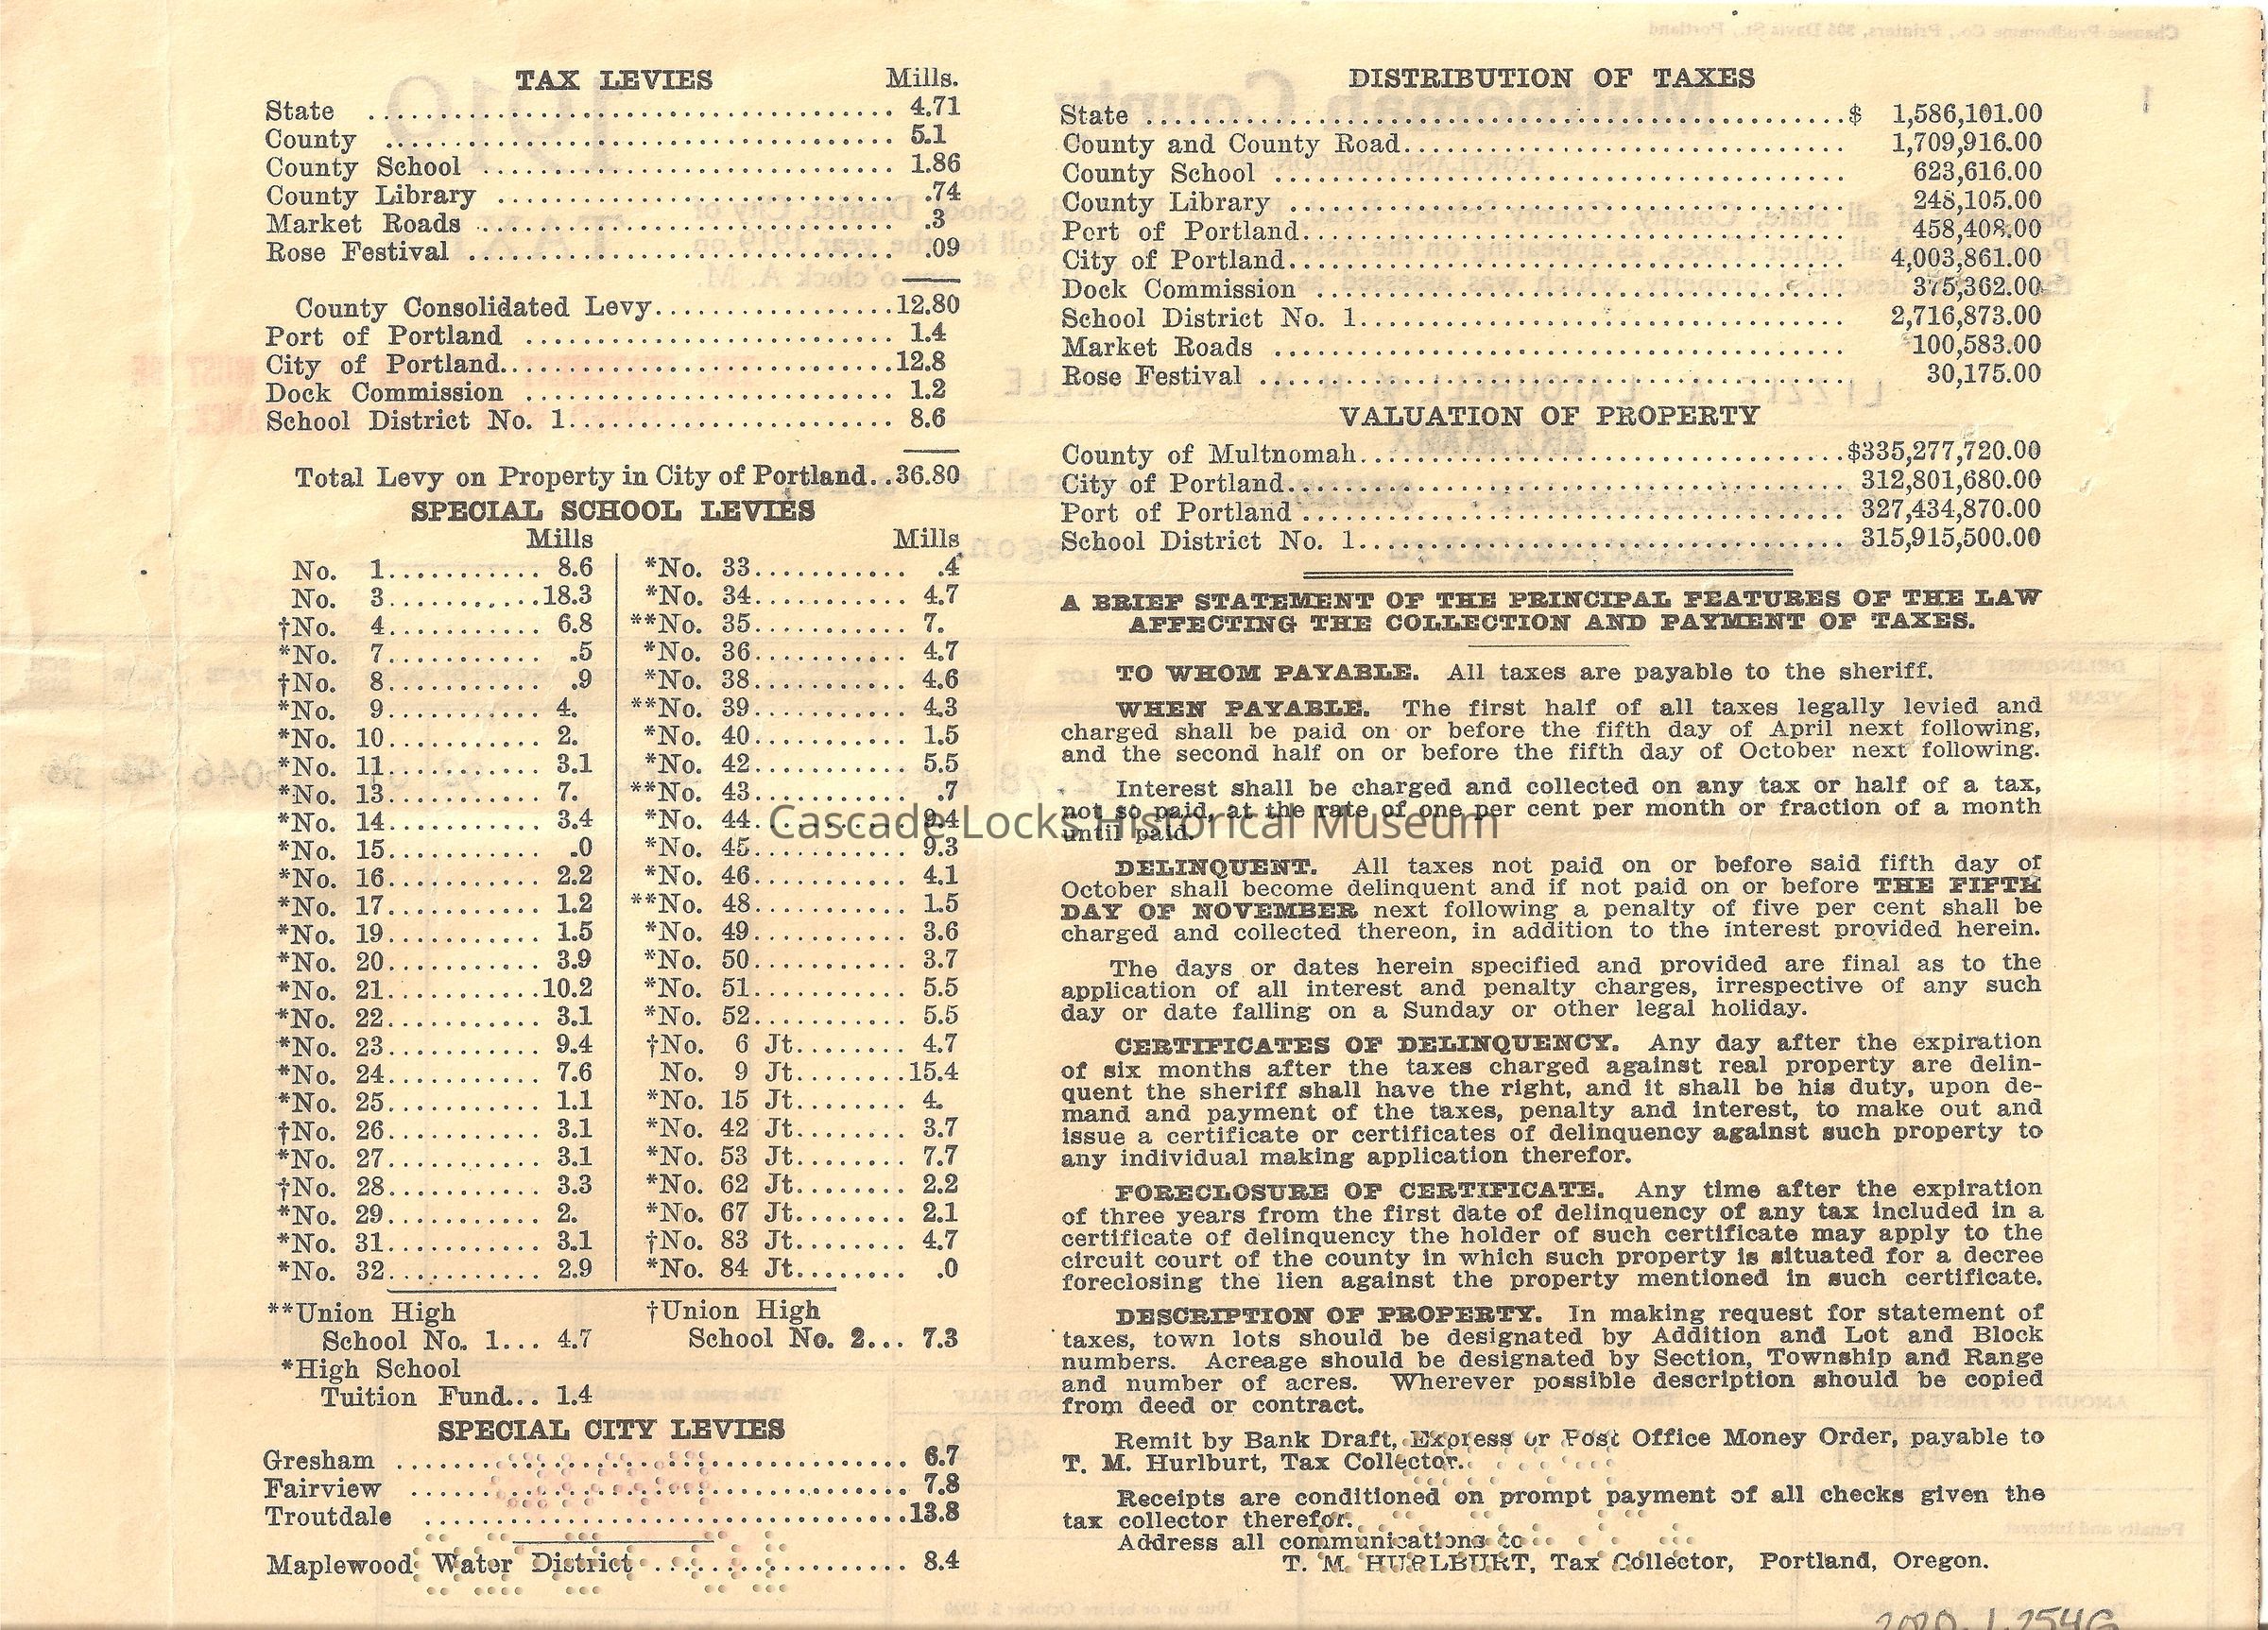 TAX LEVIES Mills.
State .................................... 4.71
County .................................. 5.1
County School ............................ 1.86
County Library ........................... .74
Market Roads ............................ .3
Rose Festival ............................ .09
County Consolidated Levy.................12.80
Port of Portland ......................... 1.4
City of Portland.........................12.8
Dock Commission ........................ 1.2
School District No. 1...................... 8.6
Total Levy on Property in City of Portland..36.80
SPECIAL SCHOOL LEVIES
Mills Mills
No. 1........... 8.6 *No. 33........... .4
No. 3...........18.3 *No. 34........... 4.7
†No. 4........... 6.8 **No. 35........... 7.
*No. 7........... .5 *No. 36........... 4.7
†No. 8........... .9 *No. 38........... 4.6
*No. 9........... 4. **No. 39........... 4.3
*No. 10........... 2. *No. 40........... 1.5
*No. 11........... 3.1 *No. 42........... 5.5
*No. 13........... 7. **No. 43........... .7
*No. 14........... 3.4 *No. 44........... 9.4
*No. 15........... .0 *No. 45........... 9.3
*No. 16........... 2.2 *No. 46........... 4.1
*No. 17........... 1.2 **No. 48........... 1.5
*No. 19........... 1.5 *No. 49........... 3.6
*No. 20........... 3.9 *No. 50........... 3.7
*No. 21...........10.2 *No. 51........... 5.5
*No. 22........... 3.1 *No. 52........... 5.5
*No. 23........... 9.4 †No. 6 Jt........ 4.7
*No. 24........... 7.6 No. 9 Jt........15.4
*No. 25........... 1.1 *No. 15 Jt........ 4.
†No. 26........... 3.1 *No. 42 Jt........ 3.7
*No. 27........... 3.1 *No. 53 Jt........ 7.7
†No. 28........... 3.3 *No. 62 Jt........ 2.2
*No. 29........... 2. *No. 67 Jt........ 2.1
*No. 31........... 3.1 †No. 83 Jt........ 4.7
*No. 32........... 2.9 *No. 84 Jt........ .0
**Union High †Union High
School No. 1... 4.7 School No. 2... 7.3
*High School
Tuition Fund... 1.4
SPECIAL CITY LEVIES
Gresham .................................. 6.7
Fairview .................................. 7.8
Troutdale ................................13.8
Maplewood Water District .................. 8.4
DISTRIBUTION OF TAXES
State ................................................$ 1,586,101.00
County and County Road............................. 1,709,916.00
County School ....................................... 623,616.00
County Library ...................................... 248,105.00
Port of Portland..................................... 458,408.00
City of Portland..................................... 4,003,861.00
Dock Commission .................................... 375,362.00
School District No. 1................................ 2,716,873.00
Market Roads ....................................... 100,583.00
Rose Festival ........................................ 30,175.00
VALUATION OF PROPERTY
County of Multnomah.................................$335,277,720.00
City of Portland..................................... 312,801,680.00
Port of Portland .................................... 327,434,870.00
School District No. 1................................ 315,915,500.00
A BRIEF STATEMENT OF THE PRINCIPAL FEATURES OF THE LAW
AFFECTING THE COLLECTION AND PAYMENT OF TAXES.
TO WHOM PAYABLE. All taxes are payable to the sheriff.
WHEN PAYABLE. The first half of all taxes legally levied and
charged shall be paid on or before the fifth day of April next following,
and the second half on or before the fifth day of October next following.
Interest shall be charged and collected on any tax or half of a tax,
not so paid, at the rate of one per cent per month or fraction of a month
until paid.
Cascade Locks Historical Museum
DELINQUENT. All taxes not paid on or before said fifth day of
October shall become delinquent and if not paid on or before THE FIFTH
DAY OF NOVEMBER next following a penalty of five per cent shall be
charged and collected thereon, in addition to the interest provided herein.
The days or dates herein specified and provided are final as to the
application of all interest and penalty charges, irrespective of any such
day or date falling on a Sunday or other legal holiday.
CERTIFICATES OF DELINQUENCY. Any day after the expiration
of six months after the taxes charged against real property are delin-
quent the sheriff shall have the right, and it shall be his duty, upon de-
mand and payment of the taxes, penalty and interest, to make out and
issue a certificate or certificates of delinquency against such property to
any individual making application therefor.
FORECLOSURE OF CERTIFICATE. Any time after the expiration
of three years from the first date of delinquency of any tax included in a
certificate of delinquency the holder of such certificate may apply to the
circuit court of the county in which such property is situated for a decree
foreclosing the lien against the property mentioned in such certificate.
DESCRIPTION OF PROPERTY. In making request for statement of
taxes, town lots should be designated by Addition and Lot and Block
numbers. Acreage should be designated by Section, Township and Range
and number of acres. Wherever possible description should be copied
from deed or contract.
Remit by Bank Draft, Express or Post Office Money Order, payable to
T. M. Hurlburt, Tax Collector.
Receipts are conditioned on prompt payment of all checks given the
tax collector therefor.
Address all communications to
T. M. HURLBURT, Tax Collector, Portland, Oregon.